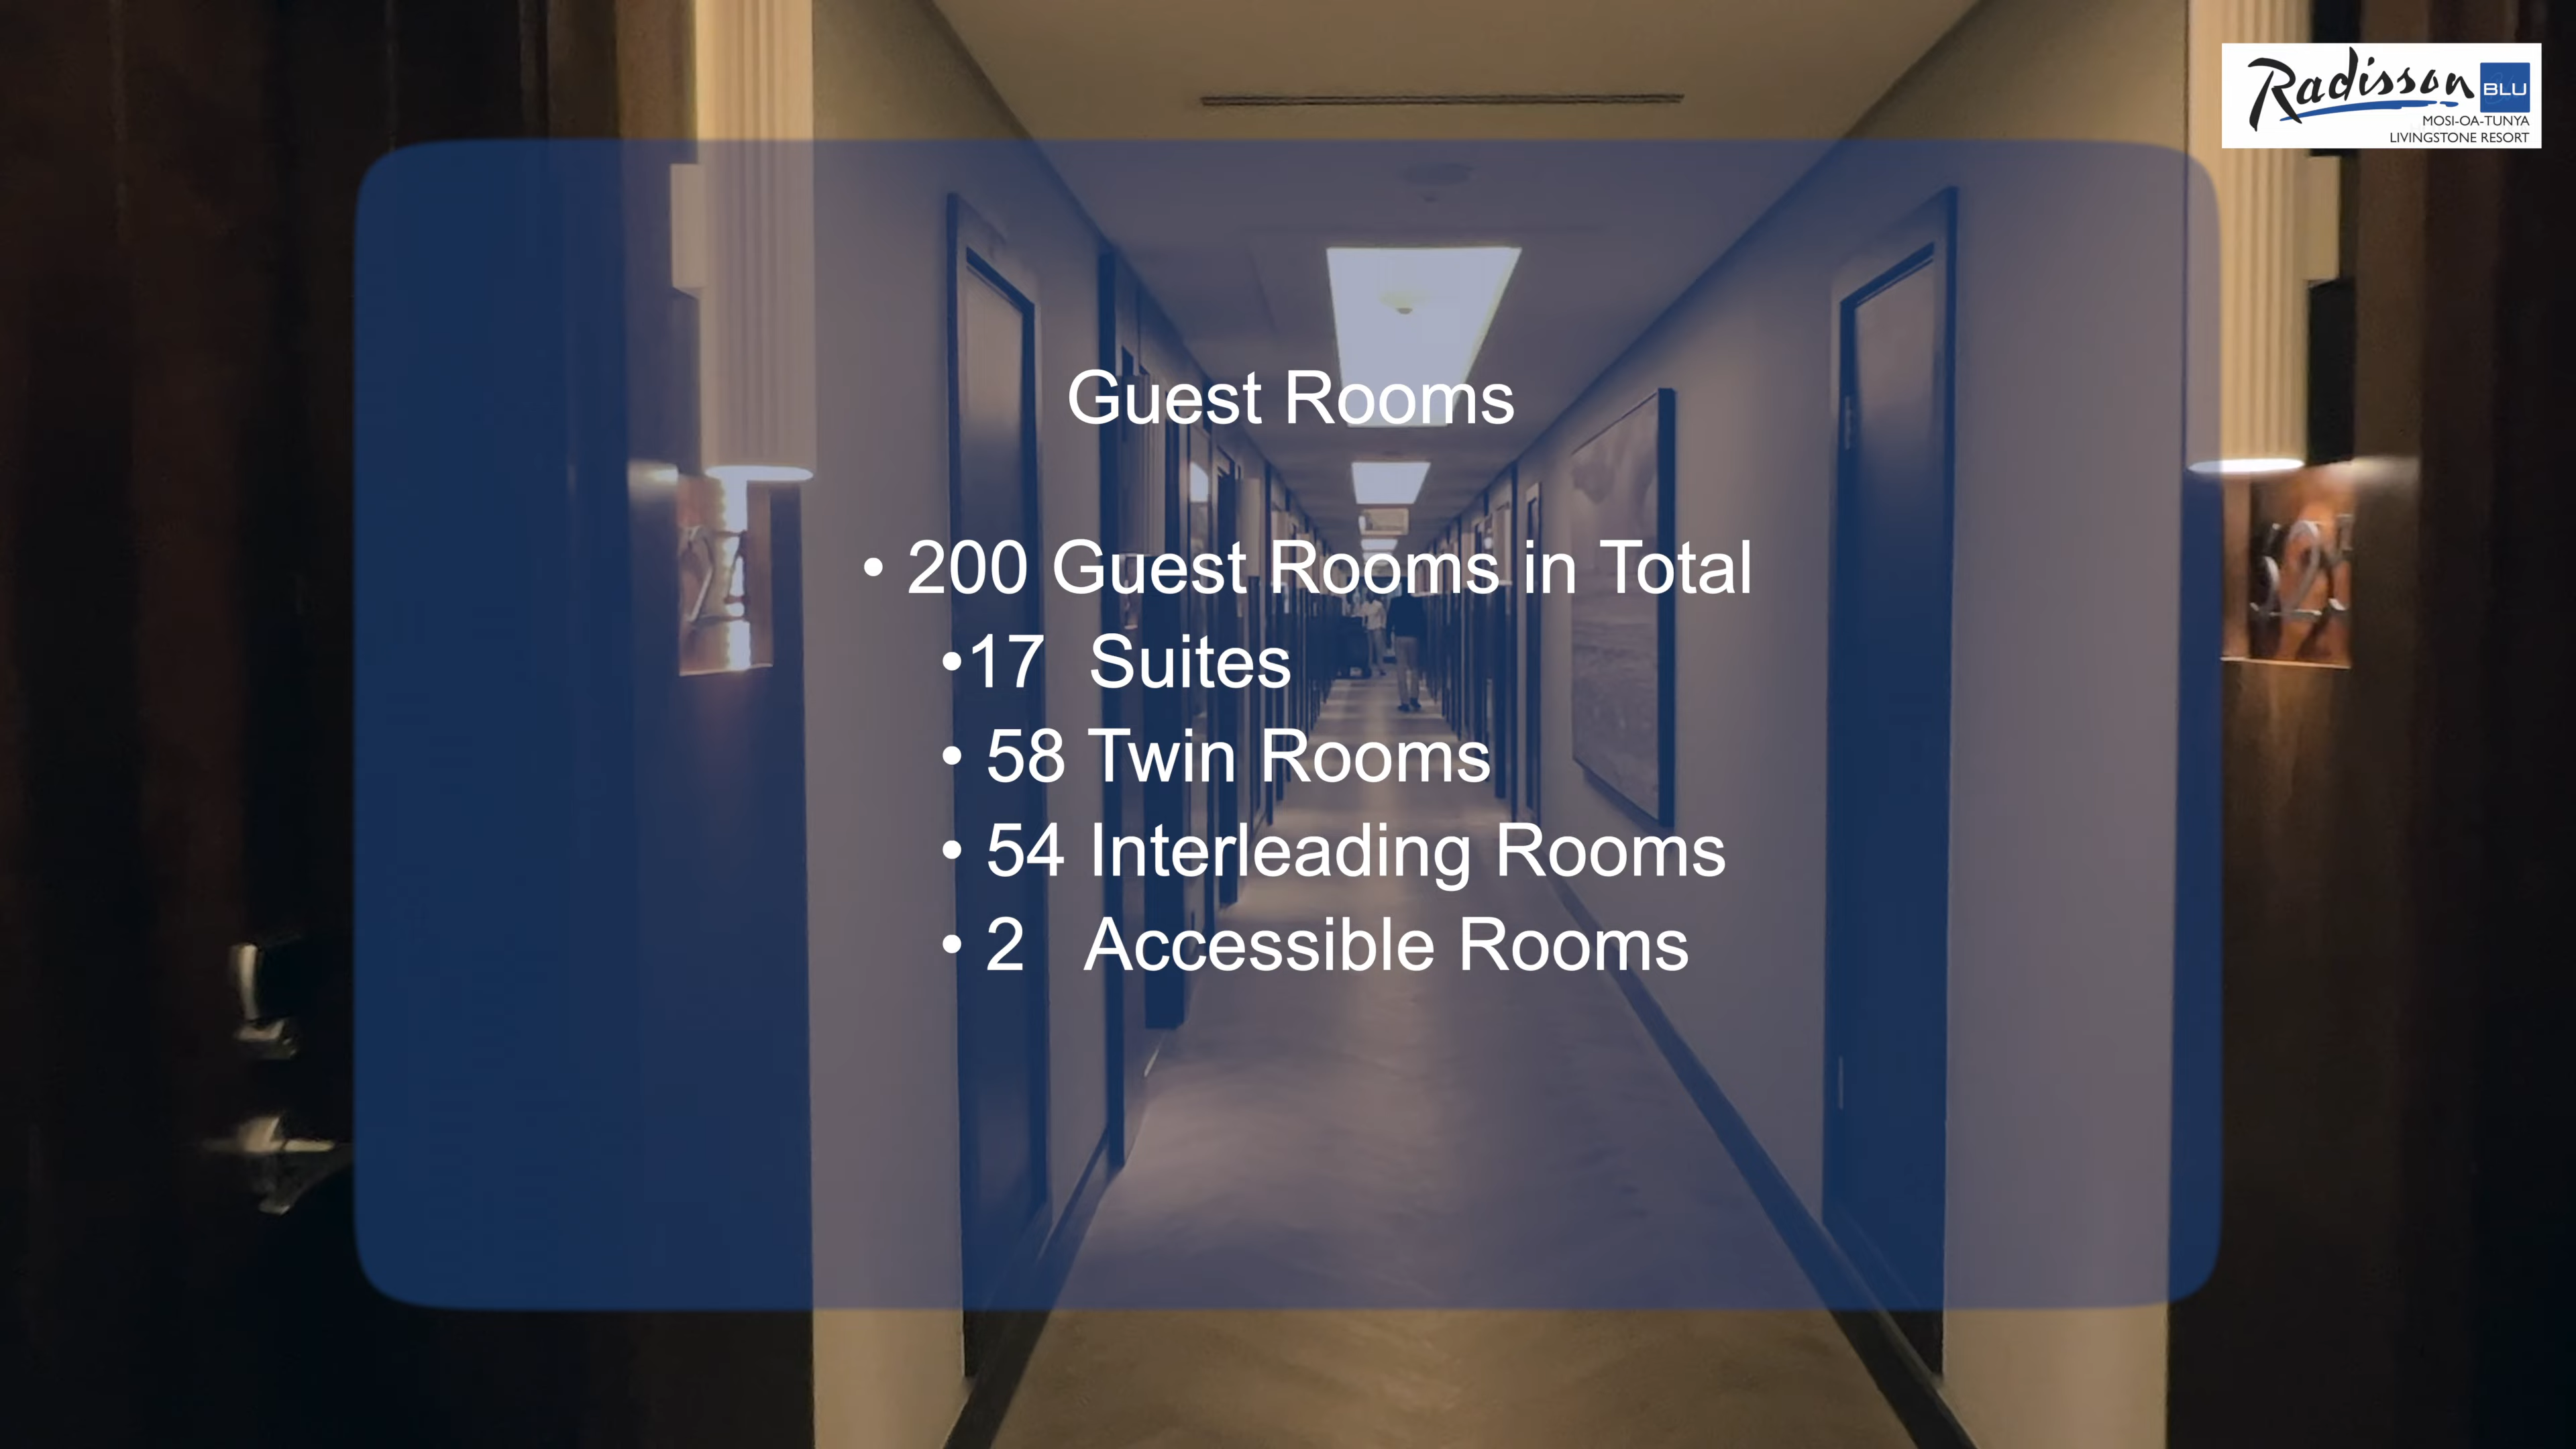 Radisson BLU
MOSI-OA-TUNYA
LIVINGSTONE RESORT
Guest Rooms
• 200 Guest Rooms in Total
•17 Suites
• 58 Twin Rooms
• 54 Interleading Rooms
• 2 Accessible Rooms